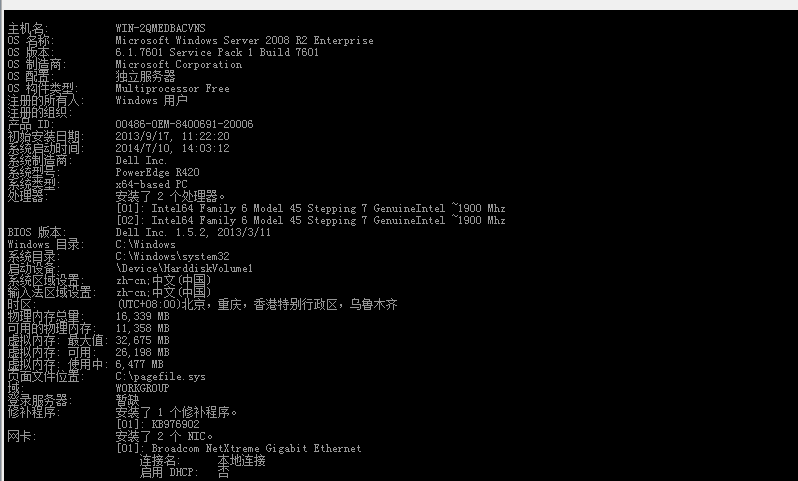 主机名: WIN-2QMEDBACVNS
OS 名称: Microsoft Windows Server 2008 R2 Enterprise
OS 版本: 6.1.7601 Service Pack 1 Build 7601
OS 制造商: Microsoft Corporation
OS 配置: 独立服务器
OS 构件类型: Multiprocessor Free
注册的所有人: Windows 用户
注册的组织:
产品 ID: 00486-OEM-8400691-20006
初始安装日期: 2013/9/17, 11:22:20
系统启动时间: 2014/7/10, 14:03:12
系统制造商: Dell Inc.
系统型号: PowerEdge R420
系统类型: x64-based PC
处理器: 安装了 2 个处理器。
[01]: Intel64 Family 6 Model 45 Stepping 7 GenuineIntel ~1900 Mhz
[02]: Intel64 Family 6 Model 45 Stepping 7 GenuineIntel ~1900 Mhz
BIOS 版本: Dell Inc. 1.5.2, 2013/3/11
Windows 目录: C:\Windows
系统目录: C:\Windows\system32
启动设备: \Device\HarddiskVolume1
系统区域设置: zh-cn;中文(中国)
输入法区域设置: zh-cn;中文(中国)
时区: (UTC+08:00)北京，重庆，香港特别行政区，乌鲁木齐
物理内存总量: 16,339 MB
可用的物理内存: 11,358 MB
虚拟内存: 最大值: 32,675 MB
虚拟内存: 可用: 26,198 MB
虚拟内存: 使用中: 6,477 MB
页面文件位置: C:\pagefile.sys
域: WORKGROUP
登录服务器: 暂缺
修补程序: 安装了 1 个修补程序。
[01]: KB976902
网卡: 安装了 2 个 NIC。
[01]: Broadcom NetXtreme Gigabit Ethernet
连接名: 本地连接
启用 DHCP: 否